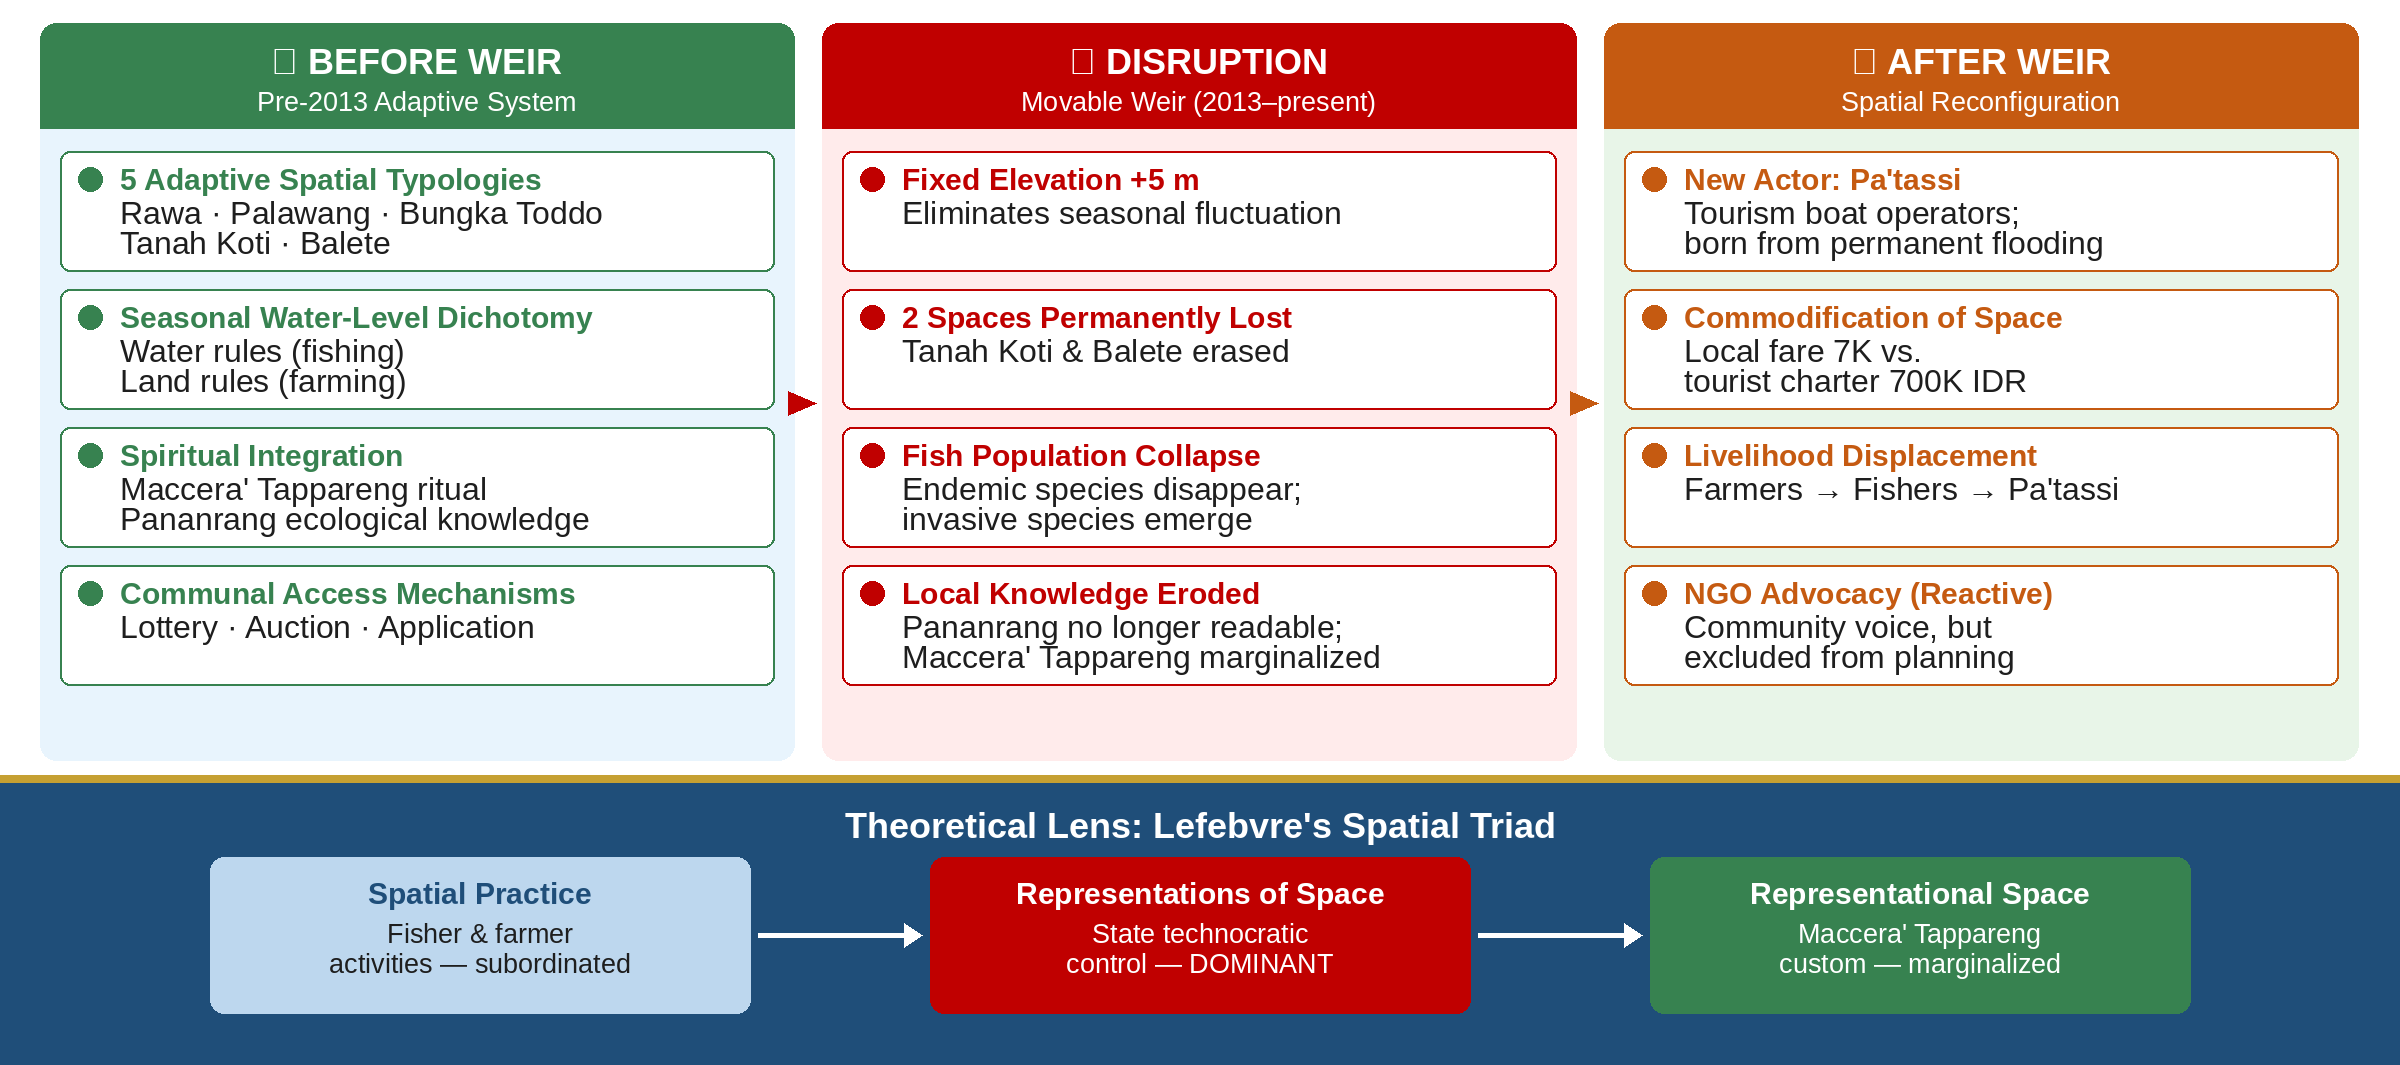 BEFORE WEIR
Pre-2013 Adaptive System
5 Adaptive Spatial Typologies
Rawa · Palawang · Bungka Toddo
Tanah Koti · Balete
Seasonal Water-Level Dichotomy
Water rules (fishing)
Land rules (farming)
Spiritual Integration
Maccera' Tappareng ritual
Pananrang ecological knowledge
Communal Access Mechanisms
Lottery · Auction · Application
DISRUPTION
Movable Weir (2013–present)
Fixed Elevation +5 m
Eliminates seasonal fluctuation
2 Spaces Permanently Lost
Tanah Koti & Balete erased
Fish Population Collapse
Endemic species disappear;
invasive species emerge
Local Knowledge Eroded
Pananrang no longer readable;
Maccera' Tappareng marginalized
AFTER WEIR
Spatial Reconfiguration
New Actor: Pa'tassi
Tourism boat operators;
born from permanent flooding
Commodification of Space
Local fare 7K vs.
tourist charter 700K IDR
Livelihood Displacement
Farmers → Fishers → Pa'tassi
NGO Advocacy (Reactive)
Community voice, but
excluded from planning
Theoretical Lens: Lefebvre's Spatial Triad
Spatial Practice
Fisher & farmer
activities — subordinated
Representations of Space
State technocratic
control — DOMINANT
Representational Space
Maccera' Tappareng
custom — marginalized